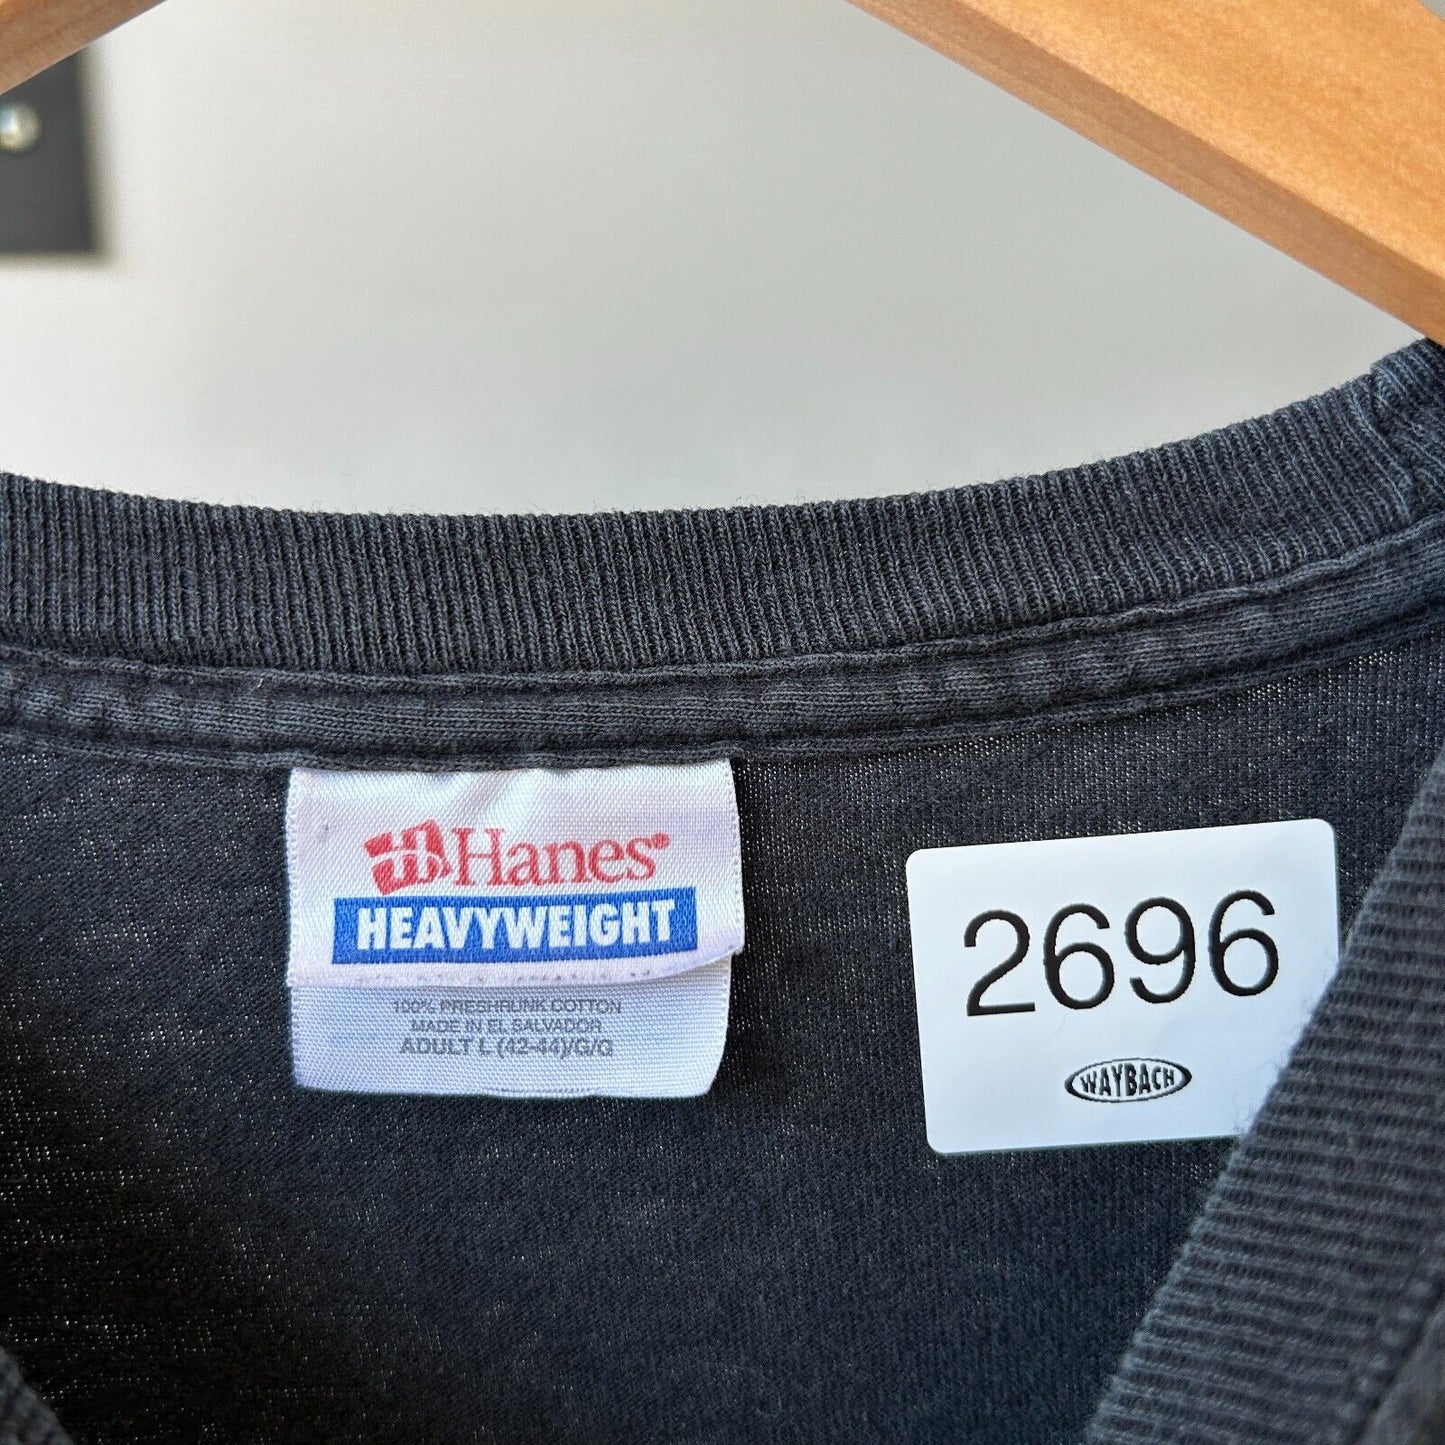 Hanes®
HEAVYWEIGHT
100% PRESHRUNK COTTON
MADE IN EL SALVADOR
ADULT L (42-44)/G/G
2696
WAYBACH